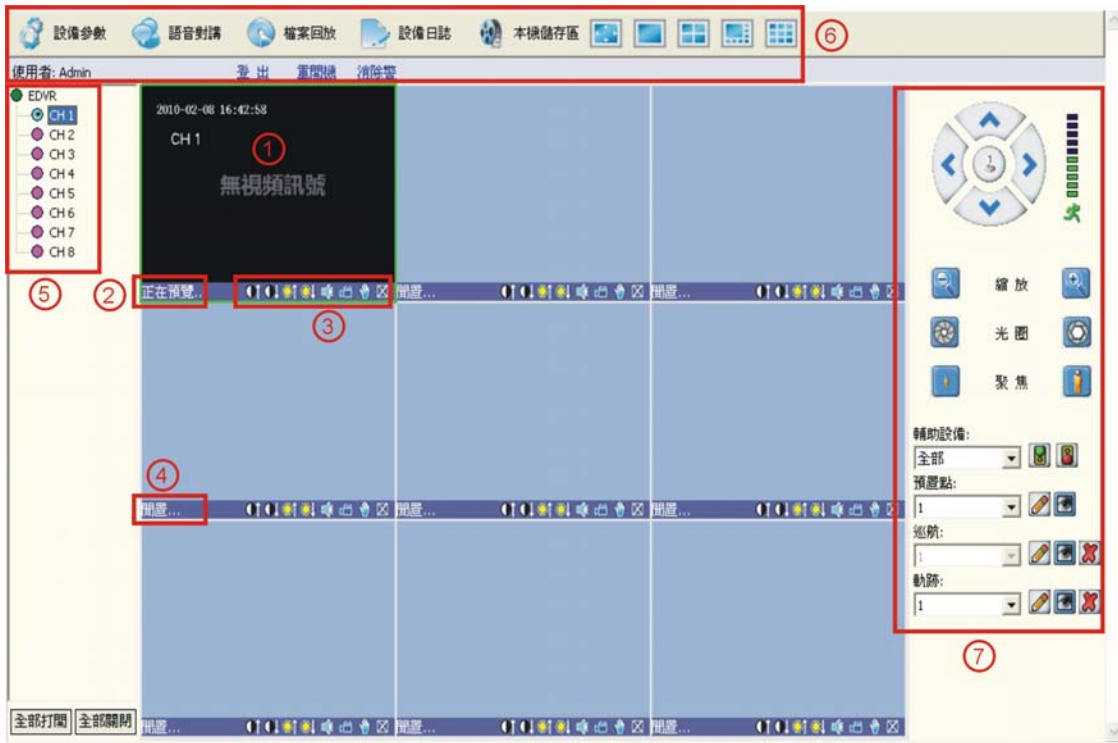 設備參數 語音對講 檔案回放 設備日誌 本機儲存區 ⑥
使用者: Admin 登 出 重開機 消除警
EDVR
CH 1
CH 2
CH 3
CH 4
CH 5
CH 6
CH 7
CH 8
⑤
2010-02-08 16:42:58
CH 1
①
無視頻訊號
② 正在預覽.. 閒置... 閒置...
③
④
閒置... 閒置... 閒置...
閒置... 閒置... 閒置...
全部打開 全部關閉
縮 放
光 圈
聚 焦
輔助設備:
全部
預置點:
1
巡航:
1
軌跡:
1
⑦